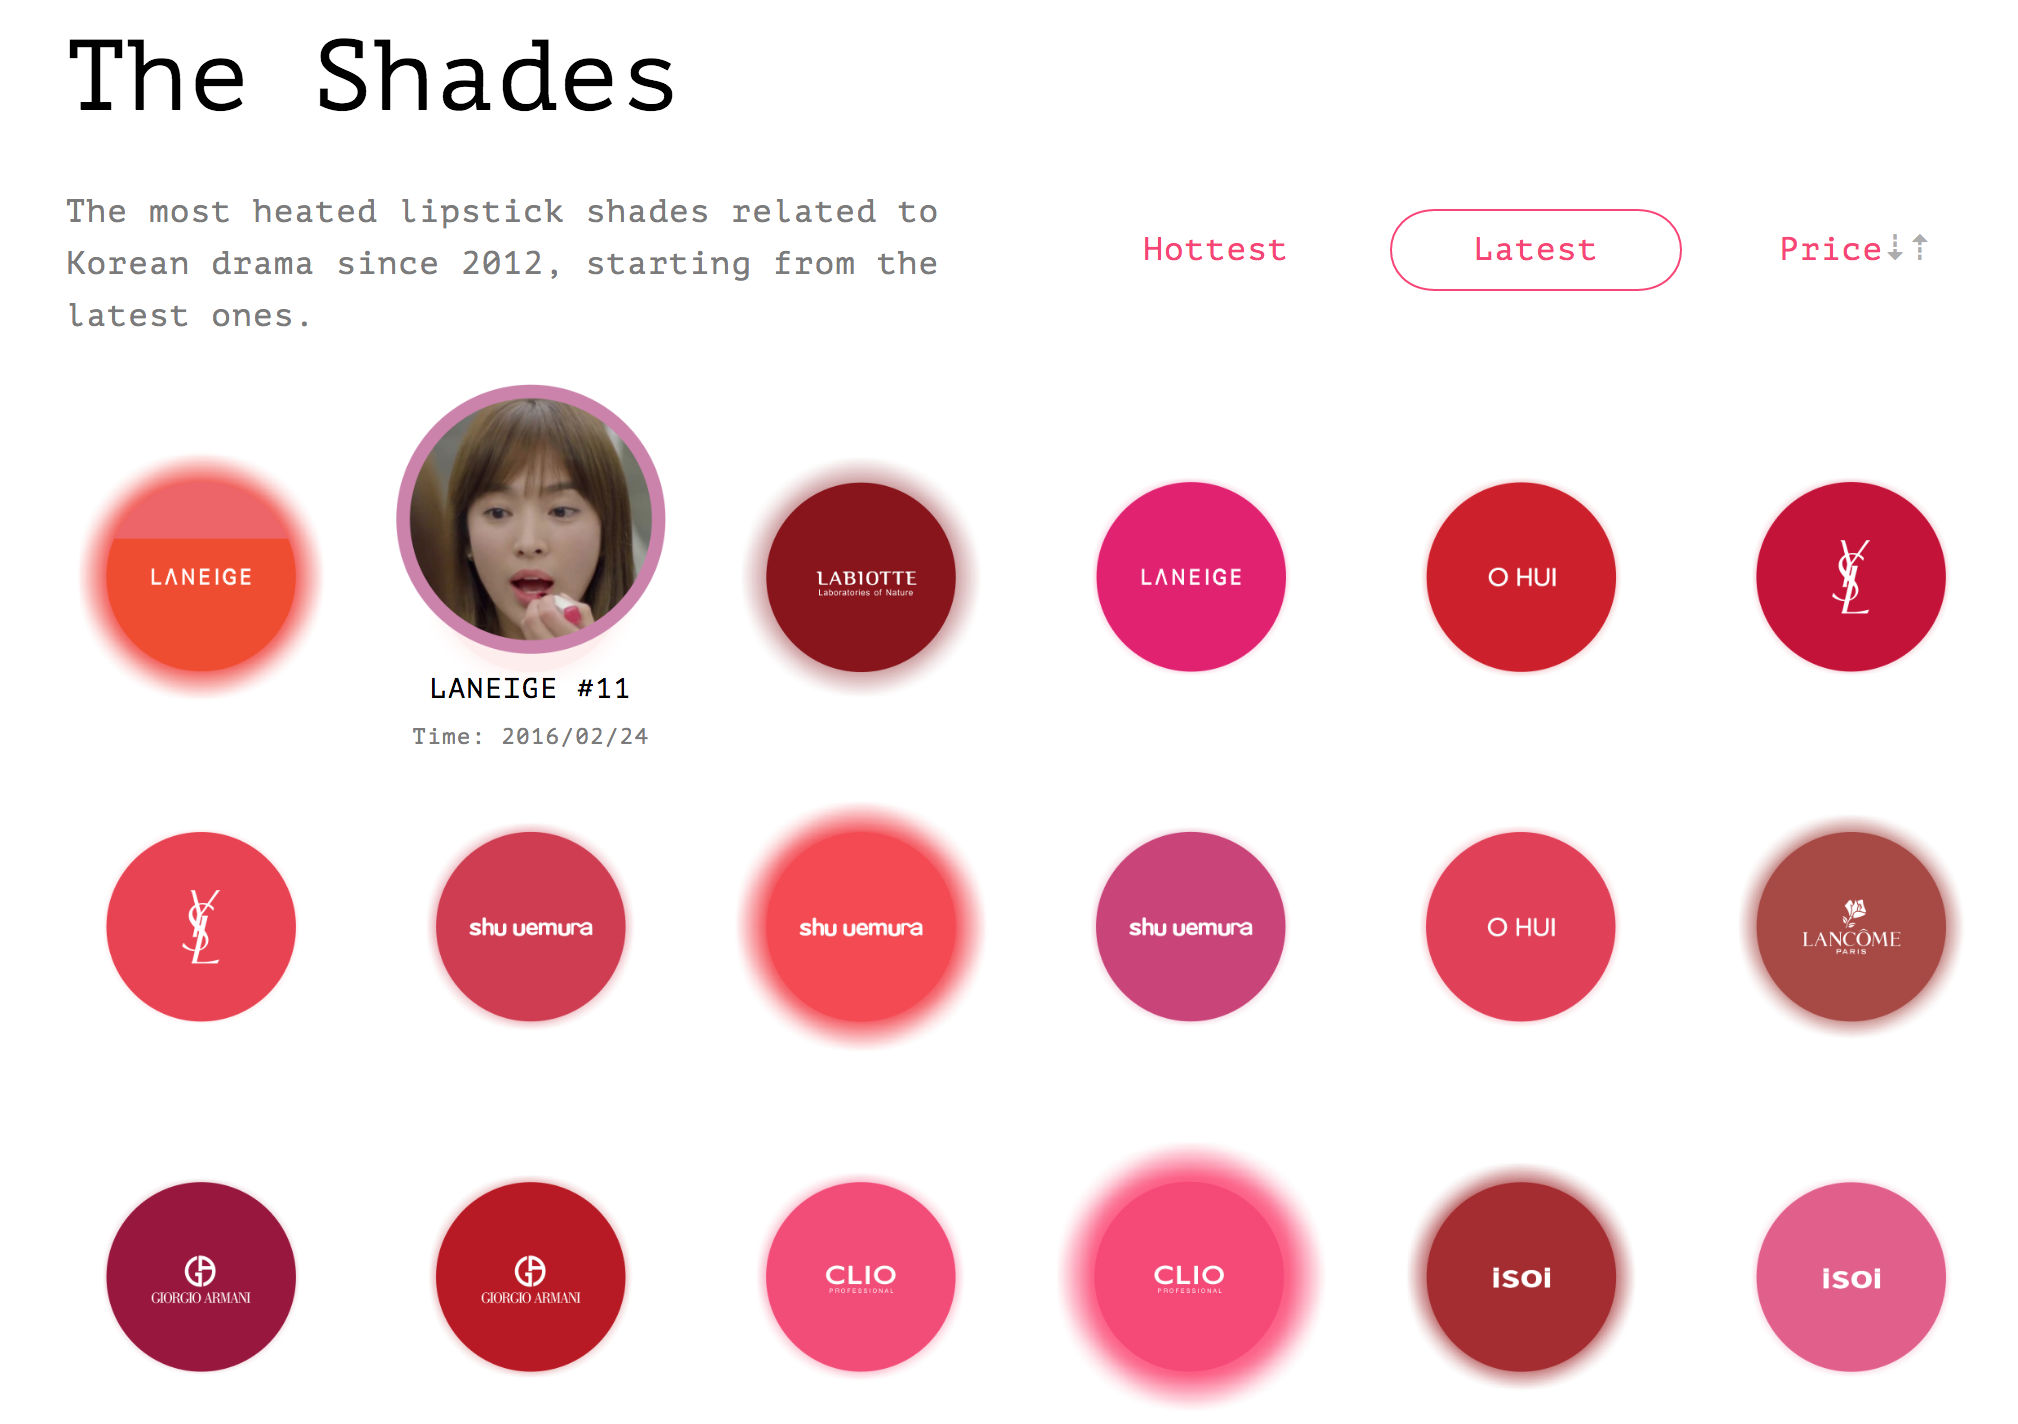 The Shades
The most heated lipstick shades related to
Korean drama since 2012, starting from the
latest ones.
Hottest
Latest
Price
LANEIGE
LANEIGE #11
Time: 2016/02/24
LABIOTTE
Laboratories of Nature
LANEIGE
O HUI
YSL
YSL
shu uemura
shu uemura
shu uemura
O HUI
LANCÔME
PARIS
GIORGIO ARMANI
GIORGIO ARMANI
CLIO
PROFESSIONAL
CLIO
PROFESSIONAL
isoi
isoi